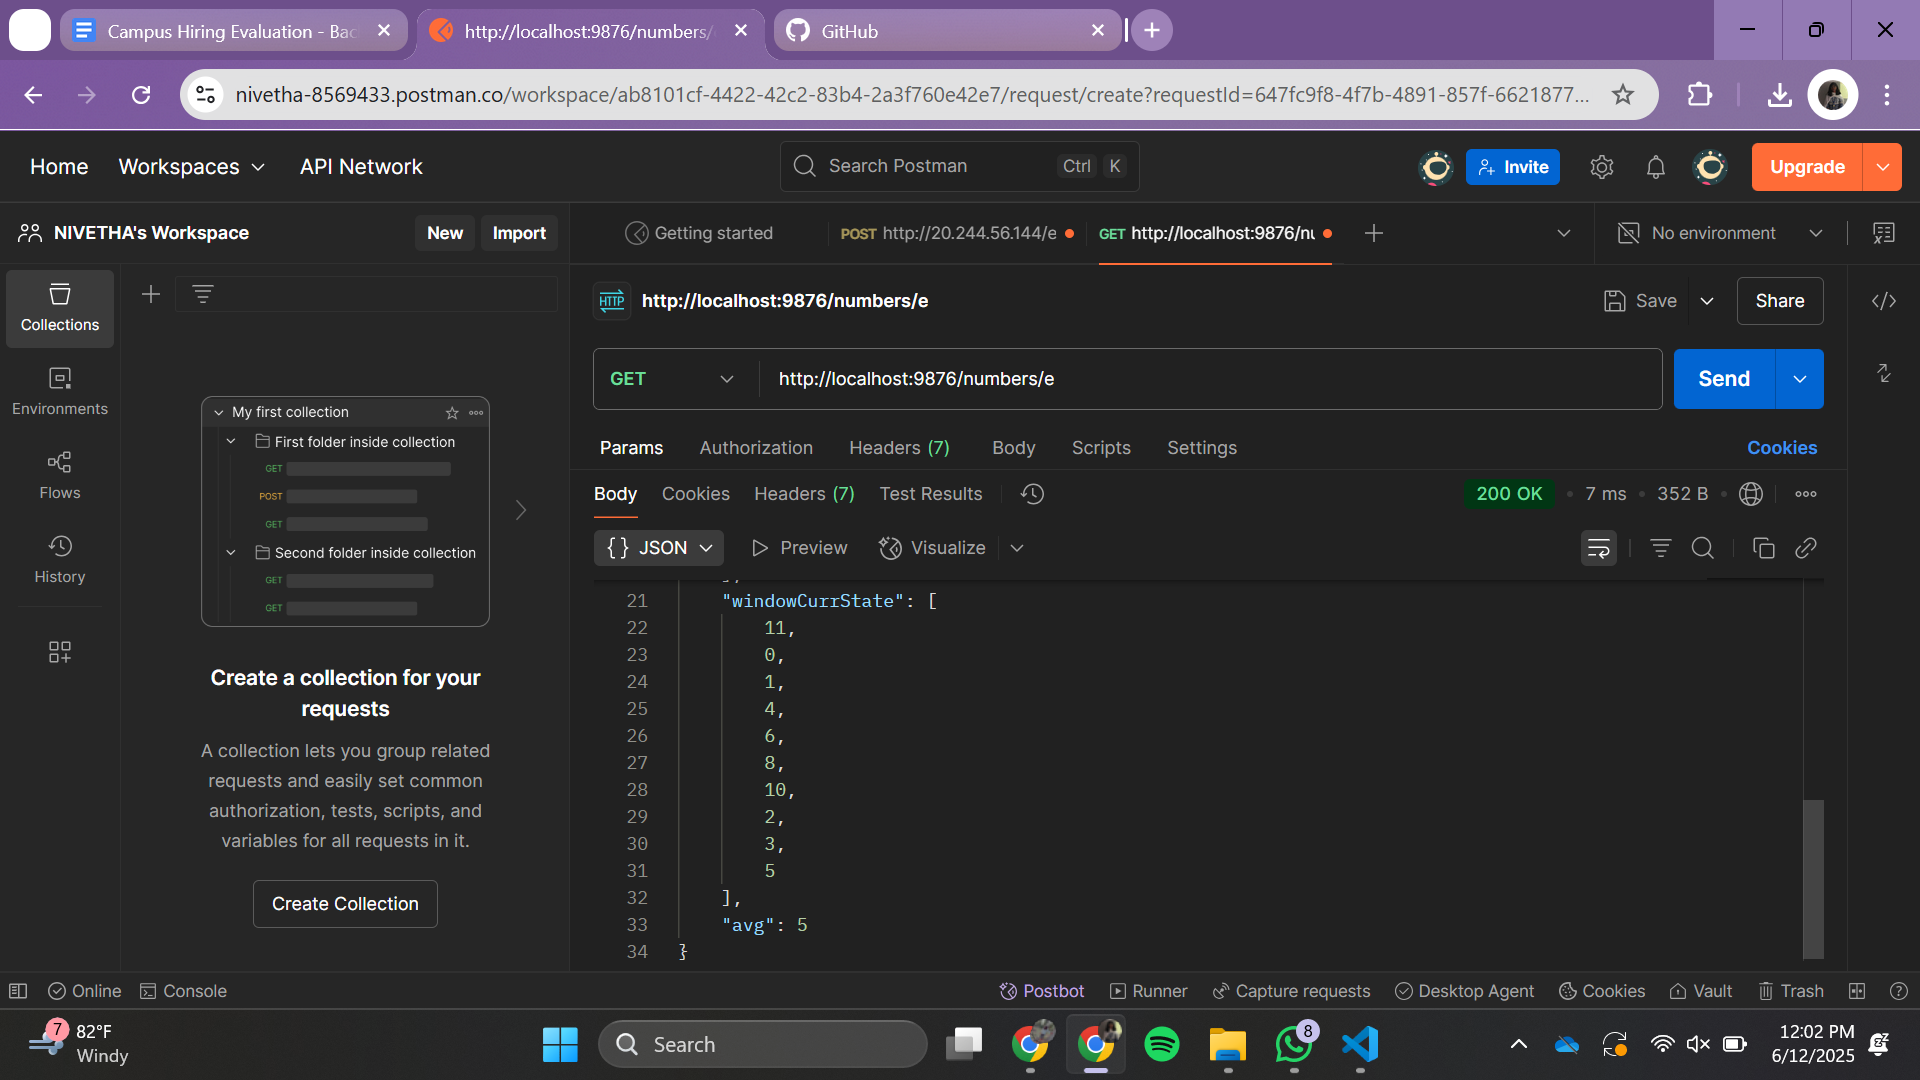 Campus Hiring Evaluation - Bac
http://localhost:9876/numbers/
GitHub
nivetha-8569433.postman.co/workspace/ab8101cf-4422-42c2-83b4-2a3f760e42e7/request/create?requestId=647fc9f8-4f7b-4891-857f-6621877...
Home
Workspaces
API Network
Search Postman
Ctrl
K
Invite
Upgrade
NIVETHA's Workspace
New
Import
Getting started
POST http://20.244.56.144/e
GET http://localhost:9876/nu
No environment
Collections
Environments
Flows
History
My first collection
First folder inside collection
GET
POST
GET
Second folder inside collection
GET
GET
Create a collection for your
requests
A collection lets you group related
requests and easily set common
authorization, tests, scripts, and
variables for all requests in it.
Create Collection
HTTP
http://localhost:9876/numbers/e
Save
Share
GET
http://localhost:9876/numbers/e
Send
Params
Authorization
Headers (7)
Body
Scripts
Settings
Cookies
Body
Cookies
Headers (7)
Test Results
200 OK
7 ms
352 B
{} JSON
Preview
Visualize
21 "windowCurrState": [
22 11,
23 0,
24 1,
25 4,
26 6,
27 8,
28 10,
29 2,
30 3,
31 5
32 ],
33 "avg": 5
34 }
Online
Console
Postbot
Runner
Capture requests
Desktop Agent
Cookies
Vault
Trash
7
82°F
Windy
Search
8
12:02 PM
6/12/2025